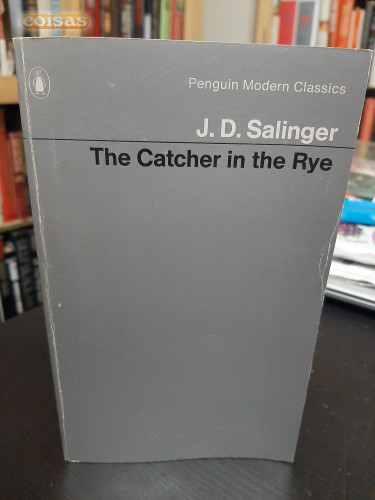 coisas
Penguin Modern Classics
J. D. Salinger
The Catcher in the Rye